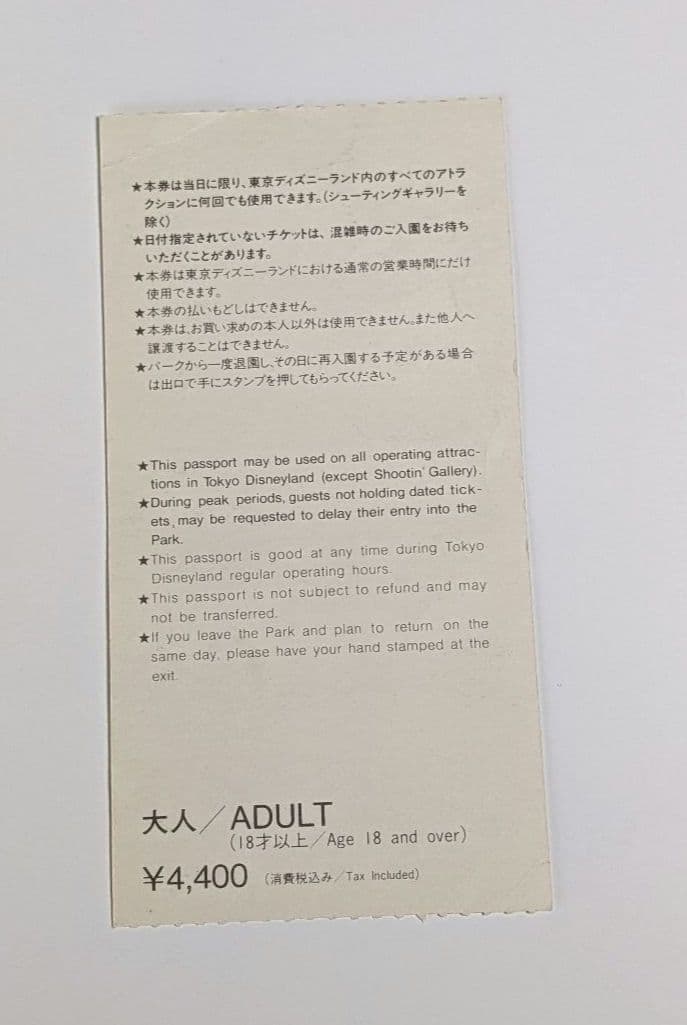 ★本券は当日に限り、東京ディズニーランド内のすべてのアトラ
クションに何回でも使用できます。(シューティングギャラリーを
除く)
★日付指定されていないチケットは、混雑時のご入園をお待ち
いただくことがあります。
★本券は東京ディズニーランドにおける通常の営業時間にだけ
使用できます。
★本券の払いもどしはできません。
★本券は、お買い求めの本人以外は使用できません。また他人へ
譲渡することはできません。
★パークから一度退園し、その日に再入園する予定がある場合
は出口で手にスタンプを押してもらってください。
★This passport may be used on all operating attrac-
tions in Tokyo Disneyland (except Shootin' Gallery).
★During peak periods, guests not holding dated tick-
ets, may be requested to delay their entry into the
Park.
★This passport is good at any time during Tokyo
Disneyland regular operating hours.
★This passport is not subject to refund and may
not be transferred.
★If you leave the Park and plan to return on the
same day, please have your hand stamped at the
exit.
大人/ADULT
(18才以上/Age 18 and over)
¥4,400 (消費税込み/Tax Included)